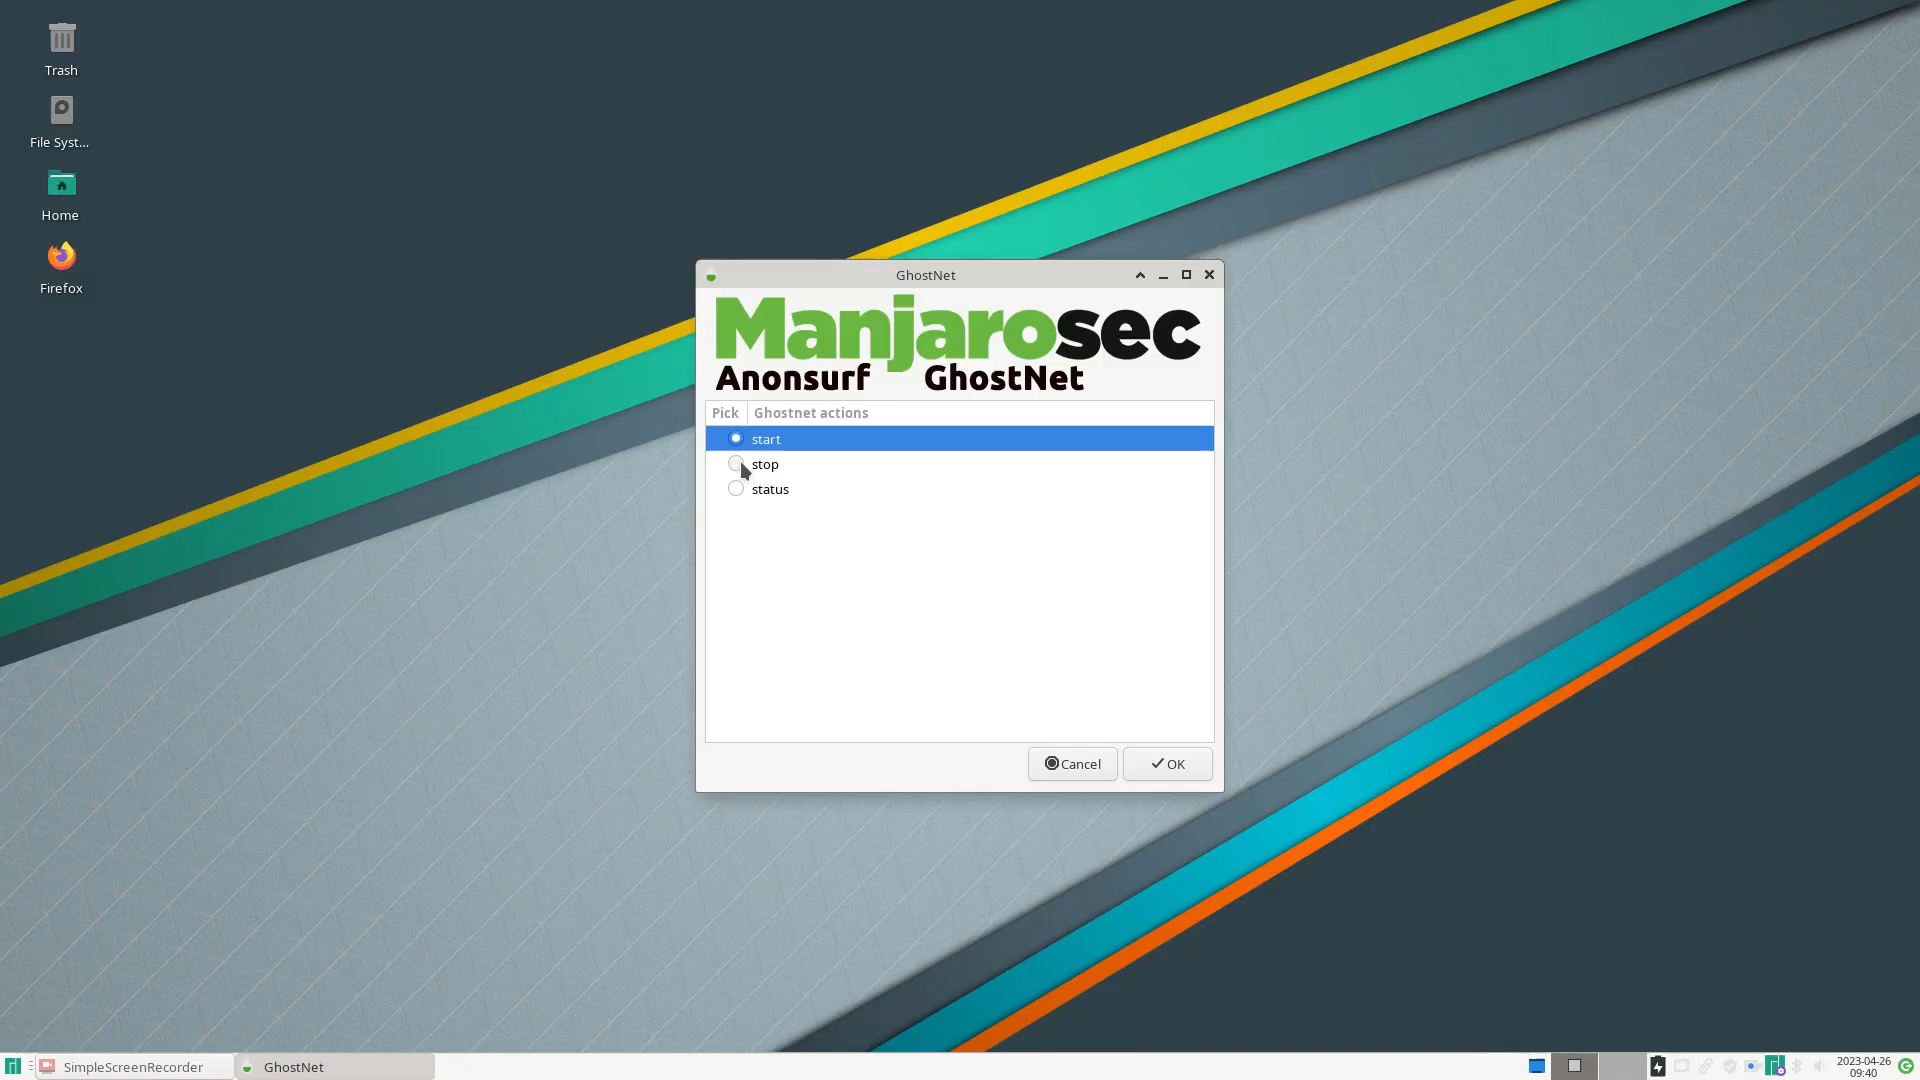 Trash
File Syst...
Home
Firefox
GhostNet
Manjarosec
Anonsurf GhostNet
Pick Ghostnet actions
start
stop
status
Cancel OK
SimpleScreenRecorder GhostNet
2023-04-26
09:40